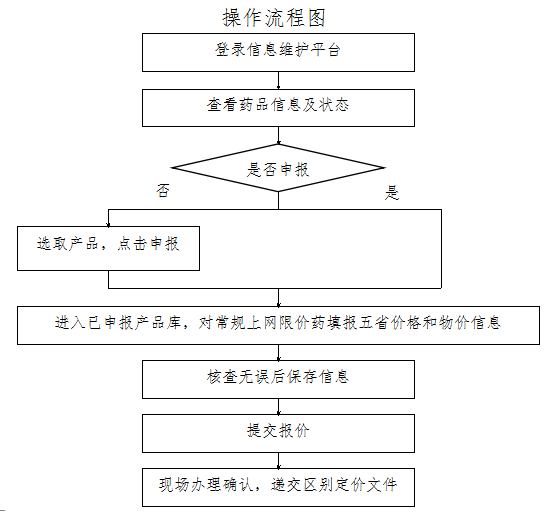 操作流程图
登录信息维护平台
查看药品信息及状态
是否申报
否
是
选取产品，点击申报
进入已申报产品库，对常规上网限价药填报五省价格和物价信息
核查无误后保存信息
提交报价
现场办理确认，递交区别定价文件